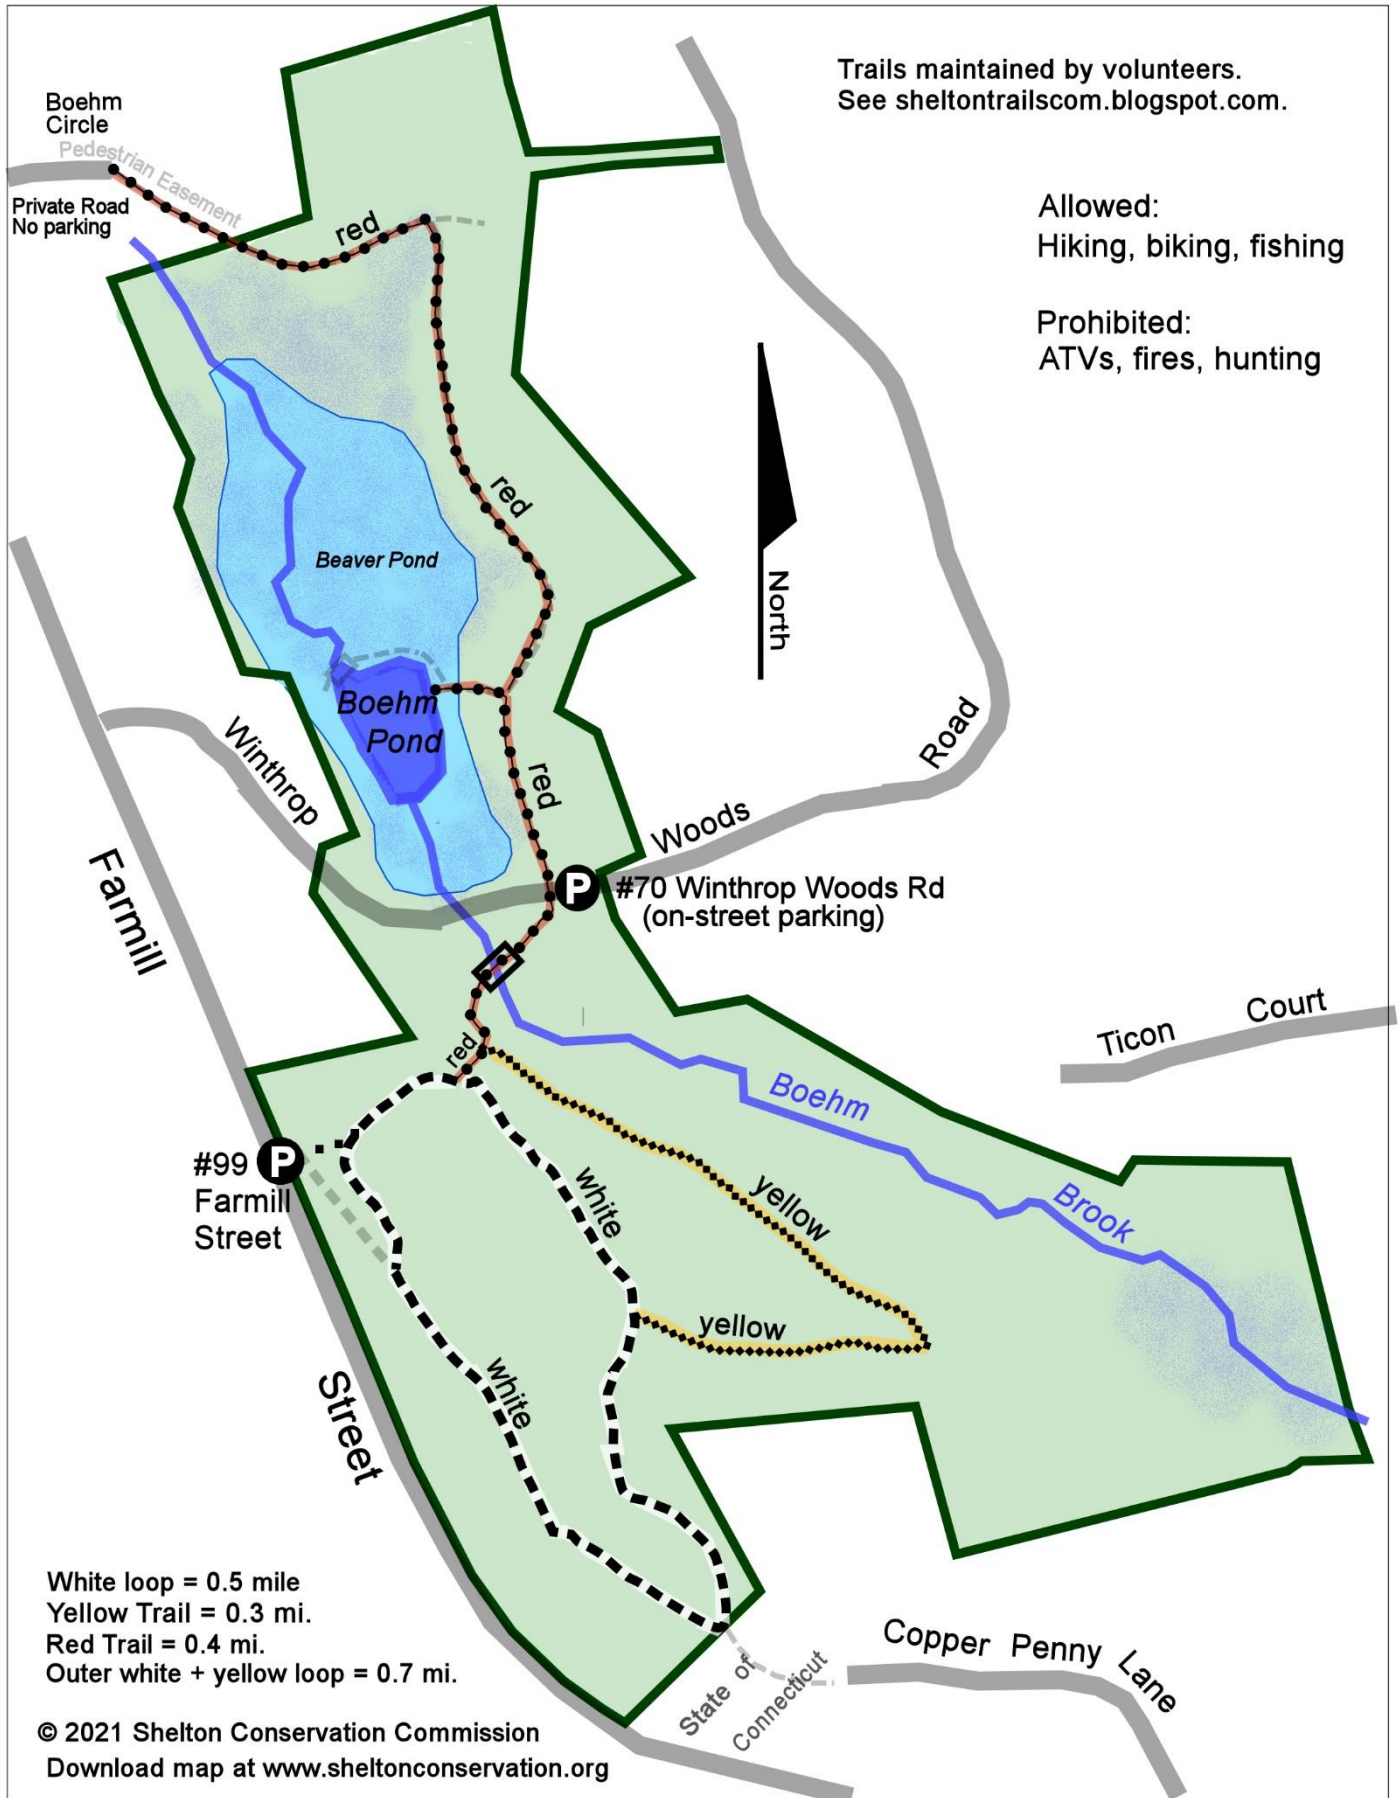 Trails maintained by volunteers.
See sheltontrailscom.blogspot.com.
Boehm
Circle
Pedestrian Easement
Private Road
No parking
red
Allowed:
Hiking, biking, fishing
Prohibited:
ATVs, fires, hunting
red
Beaver Pond
North
Boehm
Pond
Winthrop
red
Woods
Road
Farmill
P
#70 Winthrop Woods Rd
(on-street parking)
Ticon Court
red
Boehm
#99
P
Farmill
Street
white
yellow
Brook
yellow
white
Street
White loop = 0.5 mile
Yellow Trail = 0.3 mi.
Red Trail = 0.4 mi.
Outer white + yellow loop = 0.7 mi.
State of
Connecticut
Copper Penny Lane
© 2021 Shelton Conservation Commission
Download map at www.sheltonconservation.org